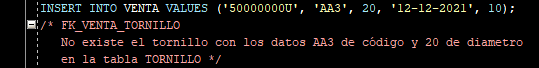 INSERT INTO VENTA VALUES ('50000000U', 'AA3', 20, '12-12-2021', 10);
/* FK_VENTA_TORNILLO
No existe el tornillo con los datos AA3 de código y 20 de diametro
en la tabla TORNILLO */